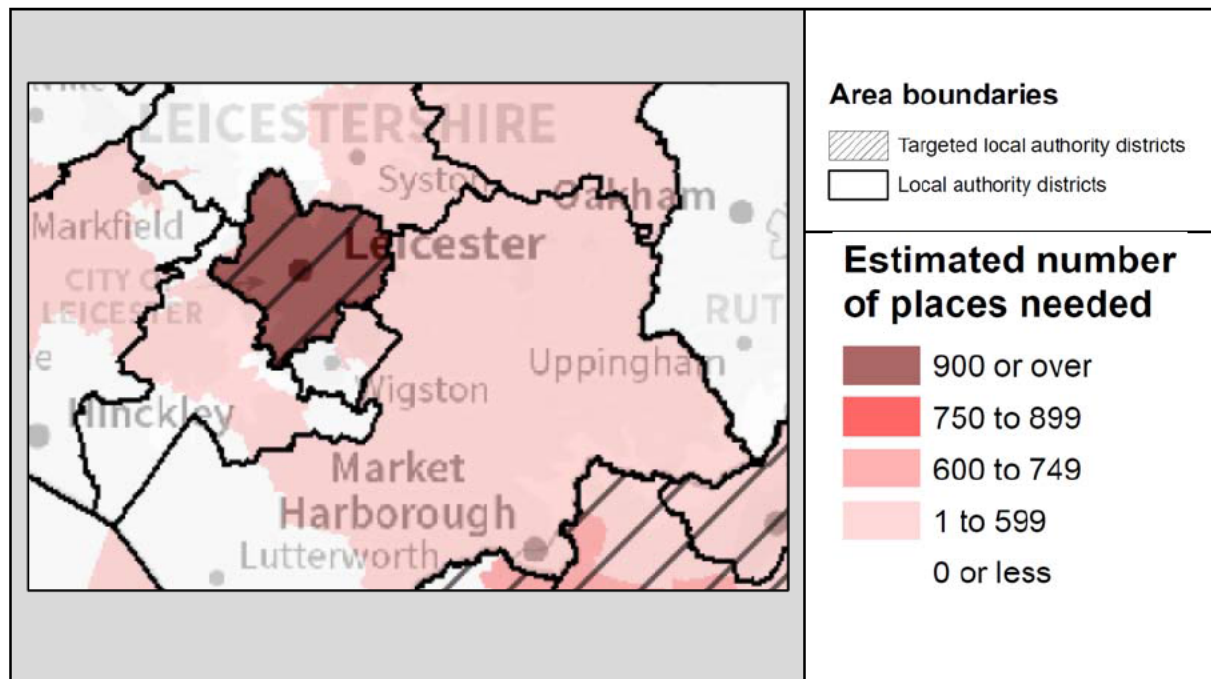 LEICESTERSHIRE
Syston
Oakham
Markfield
Leicester
CITY OF
LEICESTER
RUT
Uppingham
Wigston
Hinckley
Market
Harborough
Lutterworth
Area boundaries
Targeted local authority districts
Local authority districts
Estimated number
of places needed
900 or over
750 to 899
600 to 749
1 to 599
0 or less